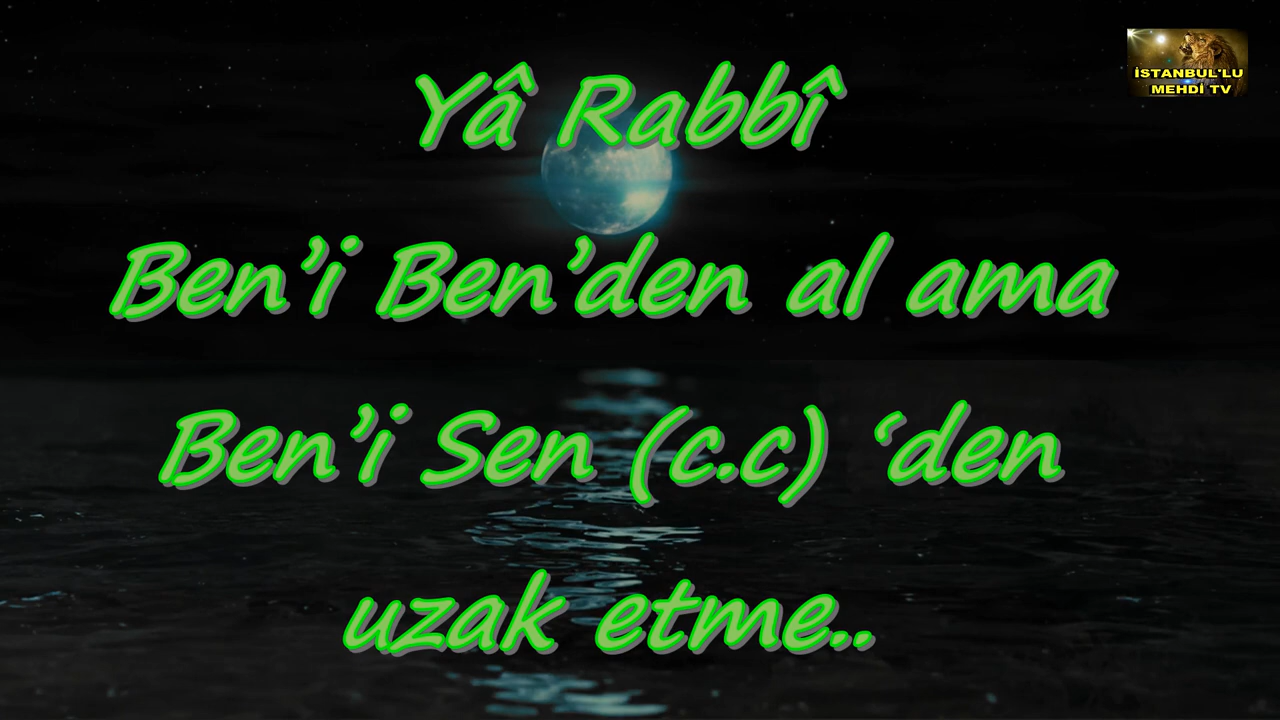 Yâ Rabbî
Ben’i Ben’den al ama
Ben’i Sen (c.c) ‘den
uzak etme..
İSTANBUL'LU
MEHDİ TV